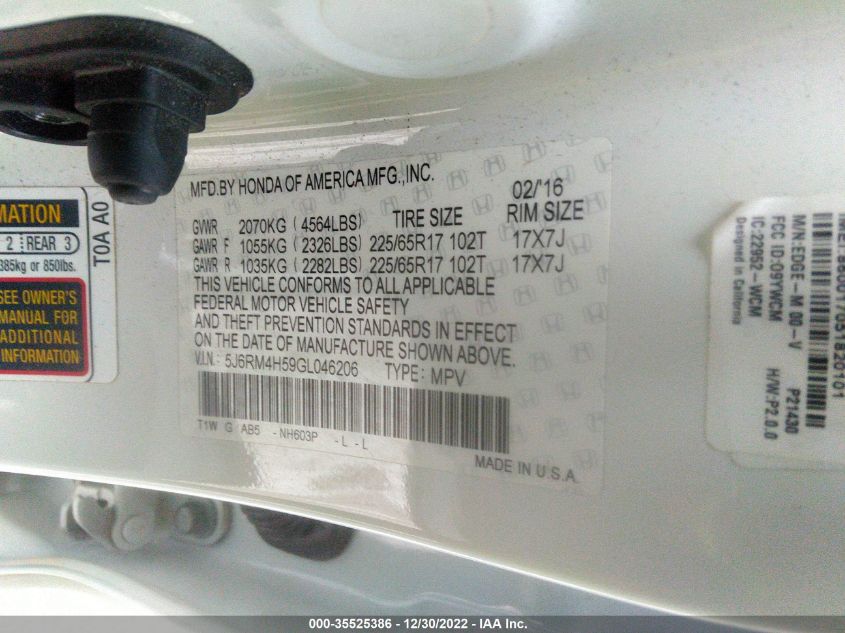 MFD.BY HONDA OF AMERICA MFG.,INC. 02/'16
GVWR 2070KG ( 4564LBS) TIRE SIZE RIM SIZE
GAWR F 1055KG ( 2326LBS) 225/65R17 102T 17X7J
GAWR R 1035KG ( 2282LBS) 225/65R17 102T 17X7J
THIS VEHICLE CONFORMS TO ALL APPLICABLE
FEDERAL MOTOR VEHICLE SAFETY
AND THEFT PREVENTION STANDARDS IN EFFECT
ON THE DATE OF MANUFACTURE SHOWN ABOVE.
V.I.N.: 5J6RM4H59GL046206 TYPE: MPV
T1W G AB5 - NH603P - L - L
MADE IN U.S.A.
MATION
2 REAR 3
385kg or 850lbs.
SEE OWNER'S
MANUAL FOR
ADDITIONAL
INFORMATION
T0A A0
M/N:EDGE-M 00-V P21430
FCC ID:O9YWCM
IC:22952-WCM H/W:P2.0.0
Designed in California
000-35525386 - 12/30/2022 - IAA Inc.